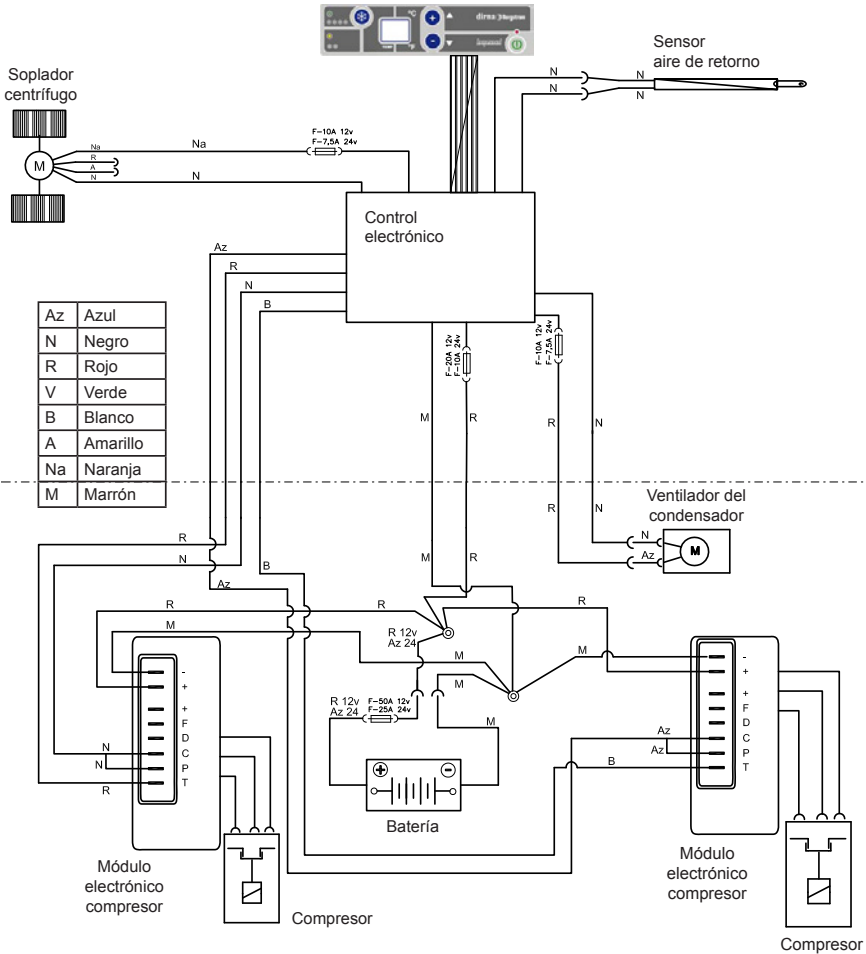 °C
dirna Bergstrom
°F
bycool
Sensor
aire de retorno
N
N
N
N
Soplador
centrífugo
M
Na
R
A
N
Na
N
F-10A 12v
F-7,5A 24v
Control
electrónico
Az
R
N
B
Az Azul
N Negro
R Rojo
V Verde
B Blanco
A Amarillo
Na Naranja
M Marrón
F-20A 12v
F-10A 24v
F-10A 12v
F-7,5A 24v
M
R
R
N
R
N
Ventilador del
condensador
N
Az
M
R
N
Az
B
M
R
R
R
R
M
R 12v
Az 24
M
M
M
R 12v
Az 24
F-50A 12v
F-25A 24v
M
Batería
-
+
+
F
D
C
P
T
N
N
R
Módulo
electrónico
compresor
Compresor
-
+
+
F
D
C
P
T
Az
Az
B
Módulo
electrónico
compresor
Compresor